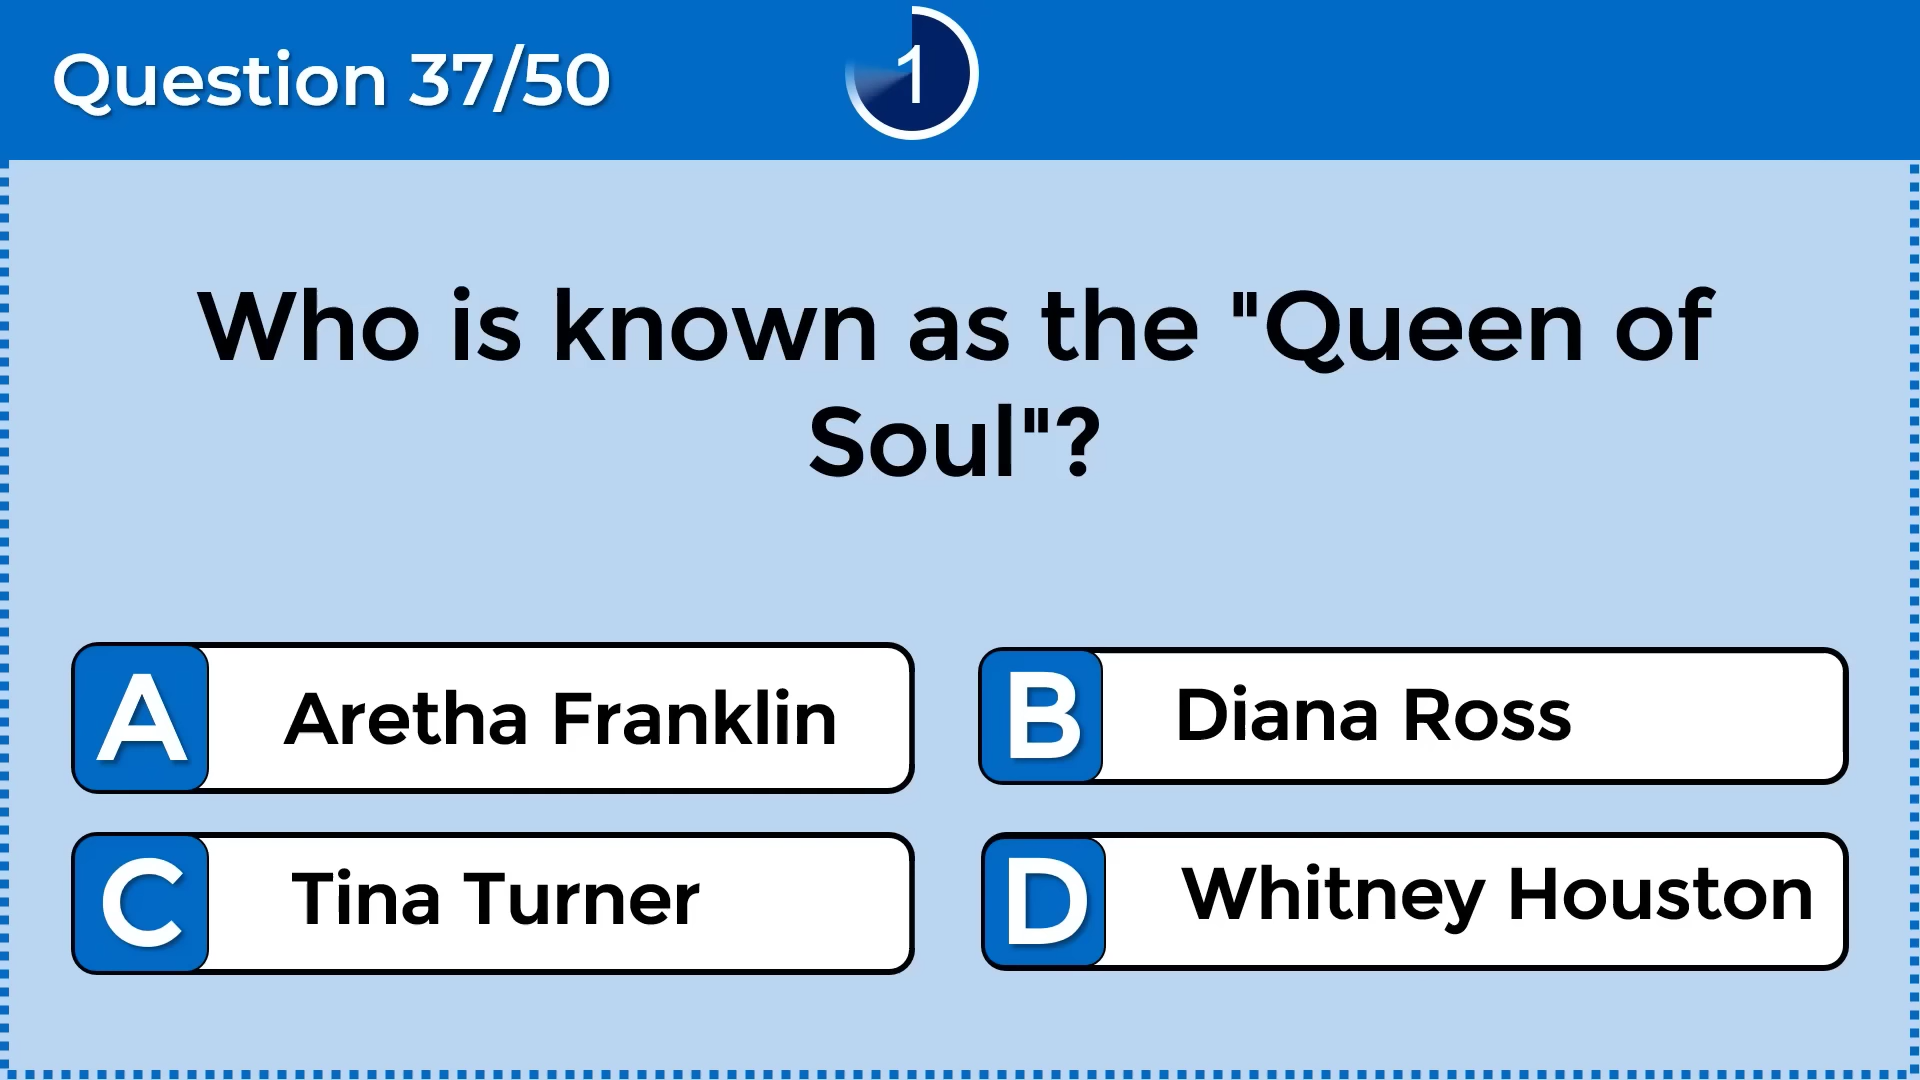 Question 37/50
1
Who is known as the "Queen of
Soul"?
A Aretha Franklin
B Diana Ross
C Tina Turner
D Whitney Houston